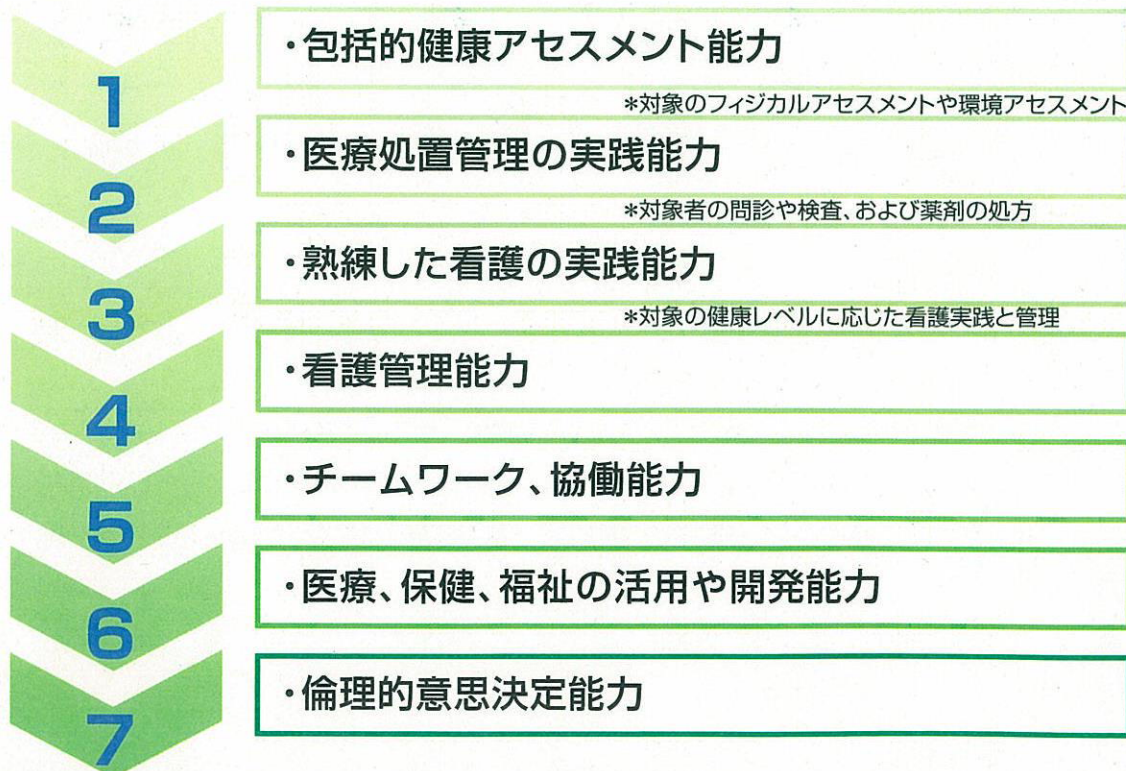 1
・包括的健康アセスメント能力
*対象のフィジカルアセスメントや環境アセスメント
2
・医療処置管理の実践能力
*対象者の問診や検査、および薬剤の処方
3
・熟練した看護の実践能力
*対象の健康レベルに応じた看護実践と管理
4
・看護管理能力
5
・チームワーク、協働能力
6
・医療、保健、福祉の活用や開発能力
7
・倫理的意思決定能力